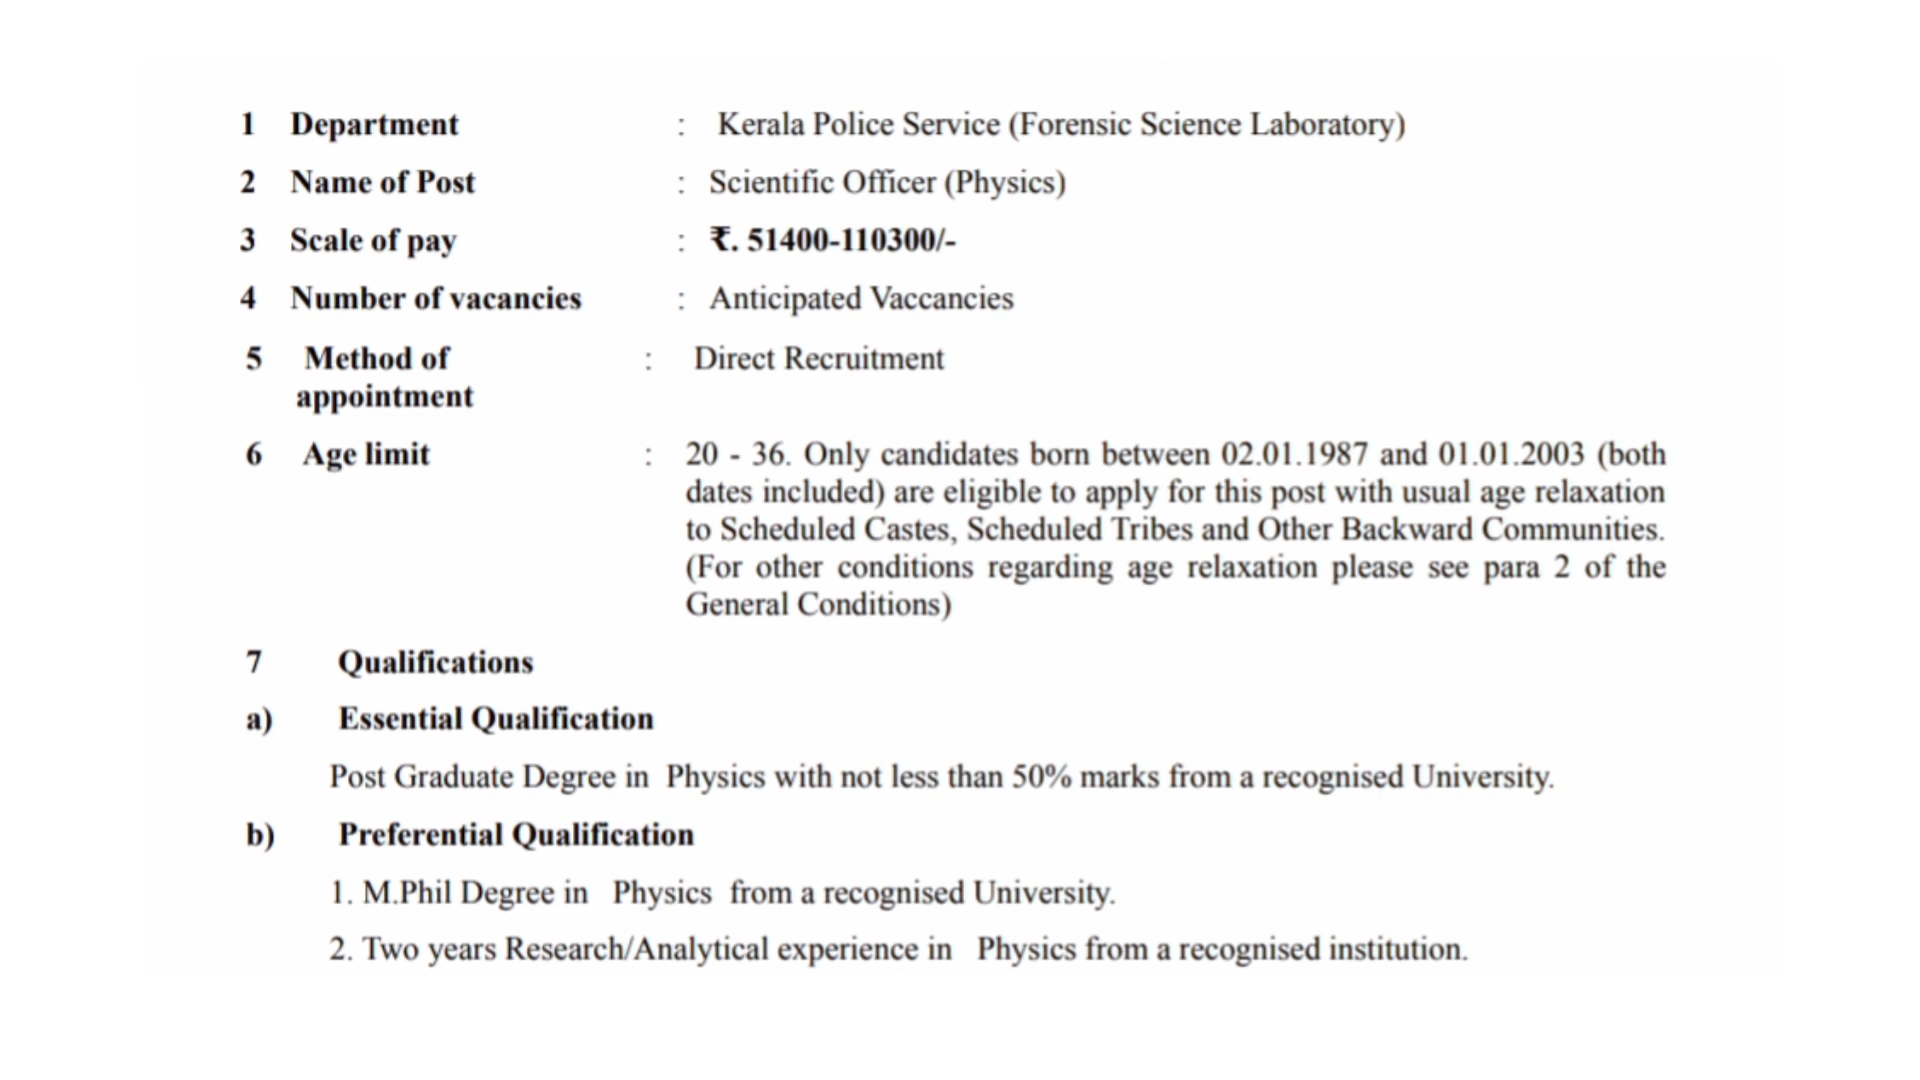 1 Department : Kerala Police Service (Forensic Science Laboratory)
2 Name of Post : Scientific Officer (Physics)
3 Scale of pay : ₹. 51400-110300/-
4 Number of vacancies : Anticipated Vaccancies
5 Method of : Direct Recruitment
appointment
6 Age limit : 20 - 36. Only candidates born between 02.01.1987 and 01.01.2003 (both
dates included) are eligible to apply for this post with usual age relaxation
to Scheduled Castes, Scheduled Tribes and Other Backward Communities.
(For other conditions regarding age relaxation please see para 2 of the
General Conditions)
7 Qualifications
a) Essential Qualification
Post Graduate Degree in Physics with not less than 50% marks from a recognised University.
b) Preferential Qualification
1. M.Phil Degree in Physics from a recognised University.
2. Two years Research/Analytical experience in Physics from a recognised institution.